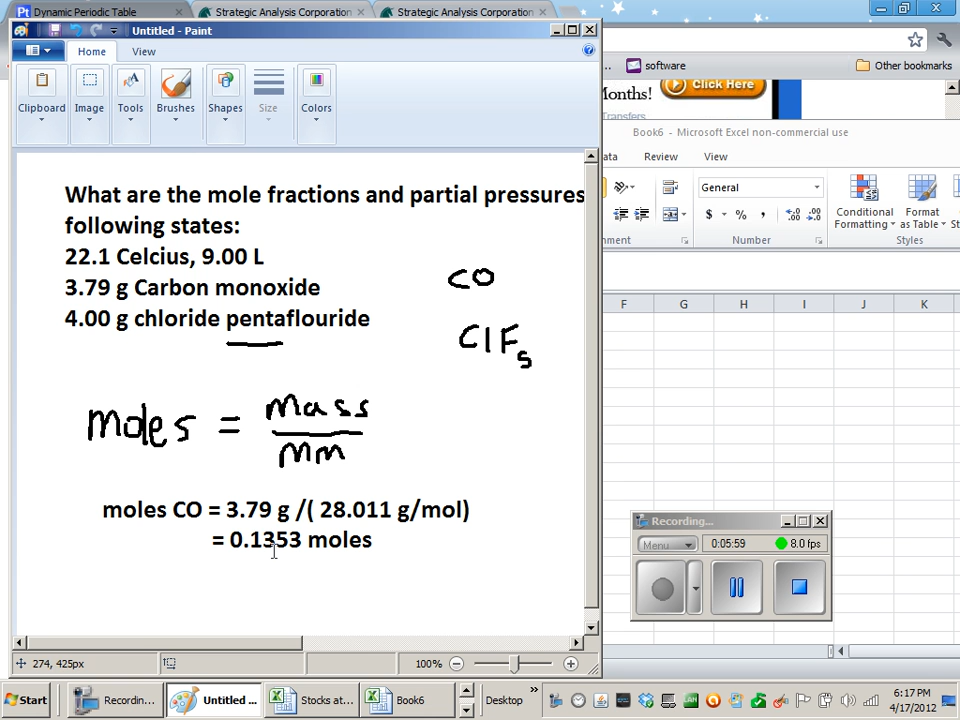 Dynamic Periodic Table
Strategic Analysis Corporation
Strategic Analysis Corporation
Untitled - Paint
Home
View
Clipboard
Image
Tools
Brushes
Shapes
Size
Colors
software
Other bookmarks
Months!
Click Here
Transfers
Book6 - Microsoft Excel non-commercial use
ata
Review
View
General
$ % ,
Conditional
Formatting
Format
as Table
St
nment
Number
Styles
F G H I J K
What are the mole fractions and partial pressures
following states:
22.1 Celcius, 9.00 L
3.79 g Carbon monoxide
4.00 g chloride pentaflouride
CO
ClF5
moles = mass
Mm
moles CO = 3.79 g /( 28.011 g/mol)
= 0.1353 moles
Recording...
Menu
0:05:59
8.0 fps
274, 425px
100%
Start
Recordin...
Untitled ...
Stocks at...
Book6
Desktop
6:17 PM
4/17/2012